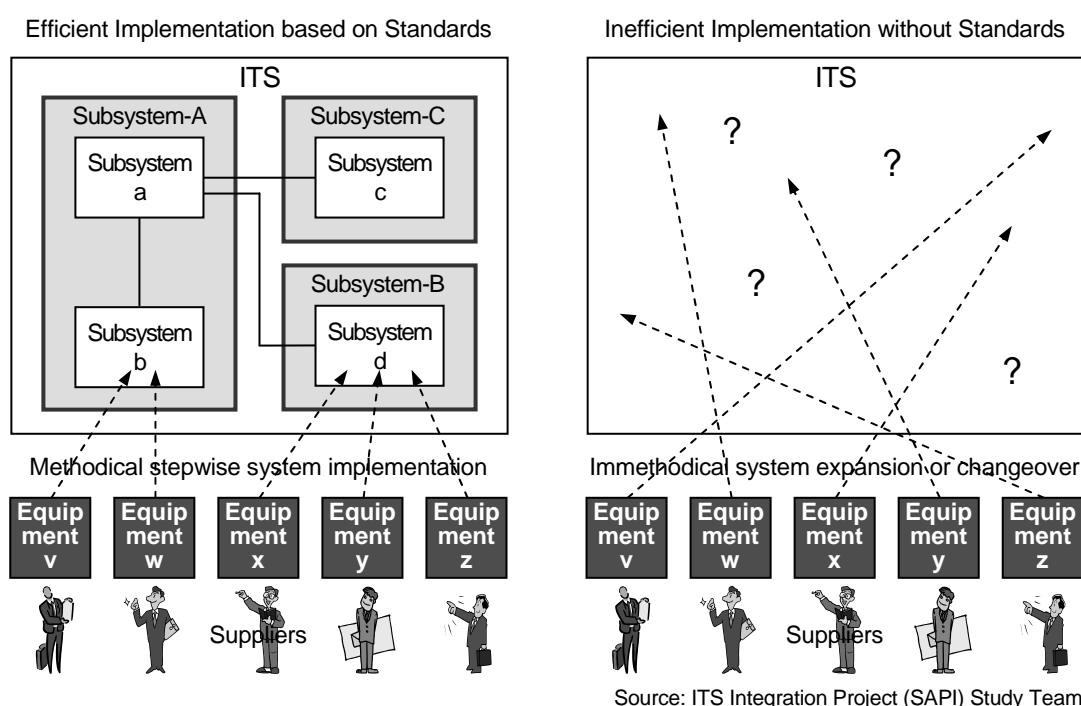 Efficient Implementation based on Standards
ITS
Subsystem-A
Subsystem
a
Subsystem
b
Subsystem-C
Subsystem
c
Subsystem-B
Subsystem
d
Methodical stepwise system implementation
Equip
ment
v
Equip
ment
w
Equip
ment
x
Equip
ment
y
Equip
ment
z
Suppliers
Inefficient Implementation without Standards
ITS
?
?
?
?
Immethodical system expansion or changeover
Equip
ment
v
Equip
ment
w
Equip
ment
x
Equip
ment
y
Equip
ment
z
Suppliers
Source: ITS Integration Project (SAPI) Study Team